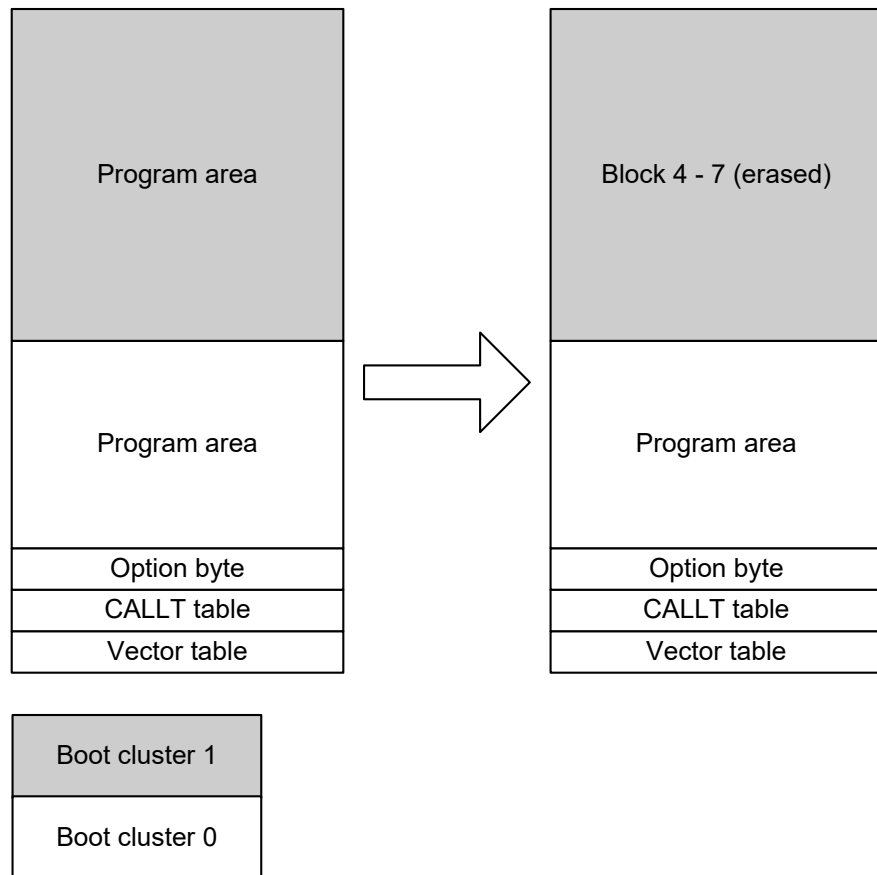 Program area
Program area
Option byte
CALLT table
Vector table
Block 4 - 7 (erased)
Program area
Option byte
CALLT table
Vector table
Boot cluster 1
Boot cluster 0